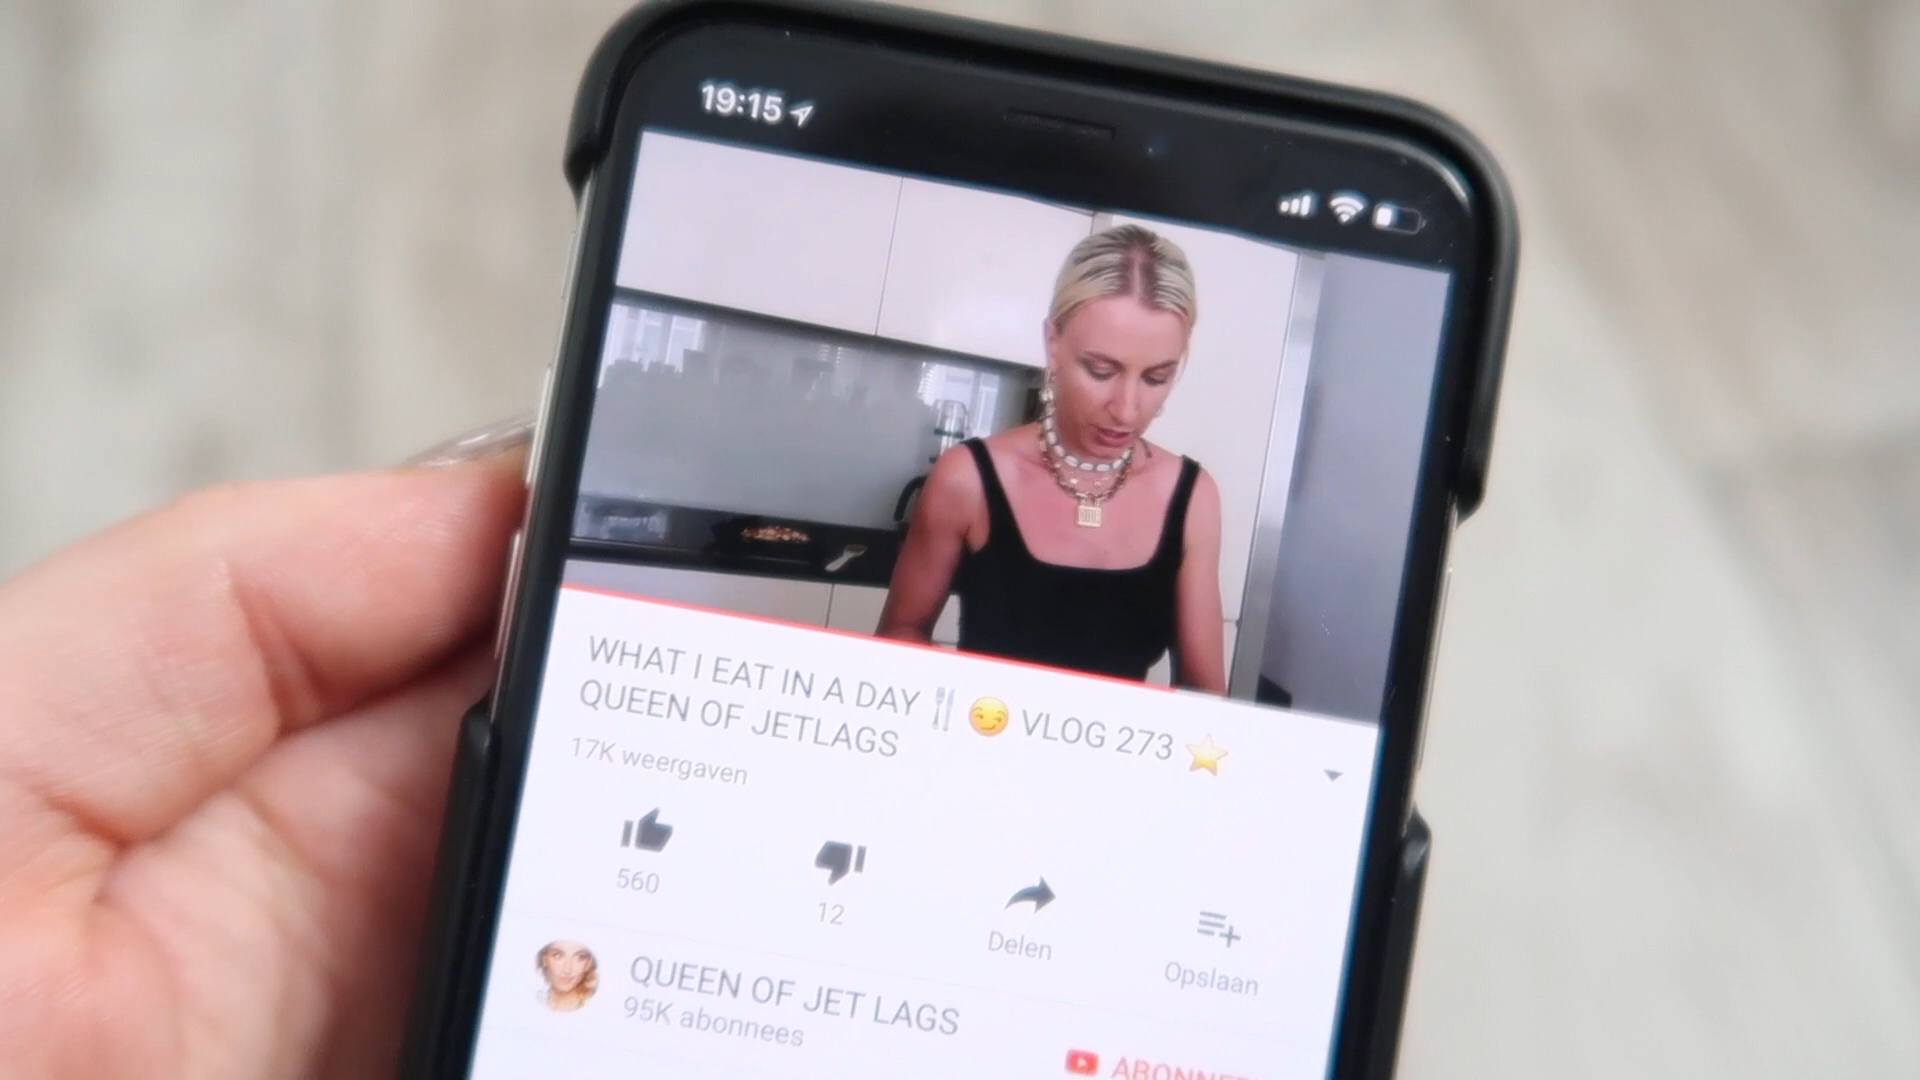 19:15
WHAT I EAT IN A DAY 🍴 😏 VLOG 273 ⭐
QUEEN OF JETLAGS
17K weergaven
560
12
Delen
Opslaan
QUEEN OF JET LAGS
95K abonnees